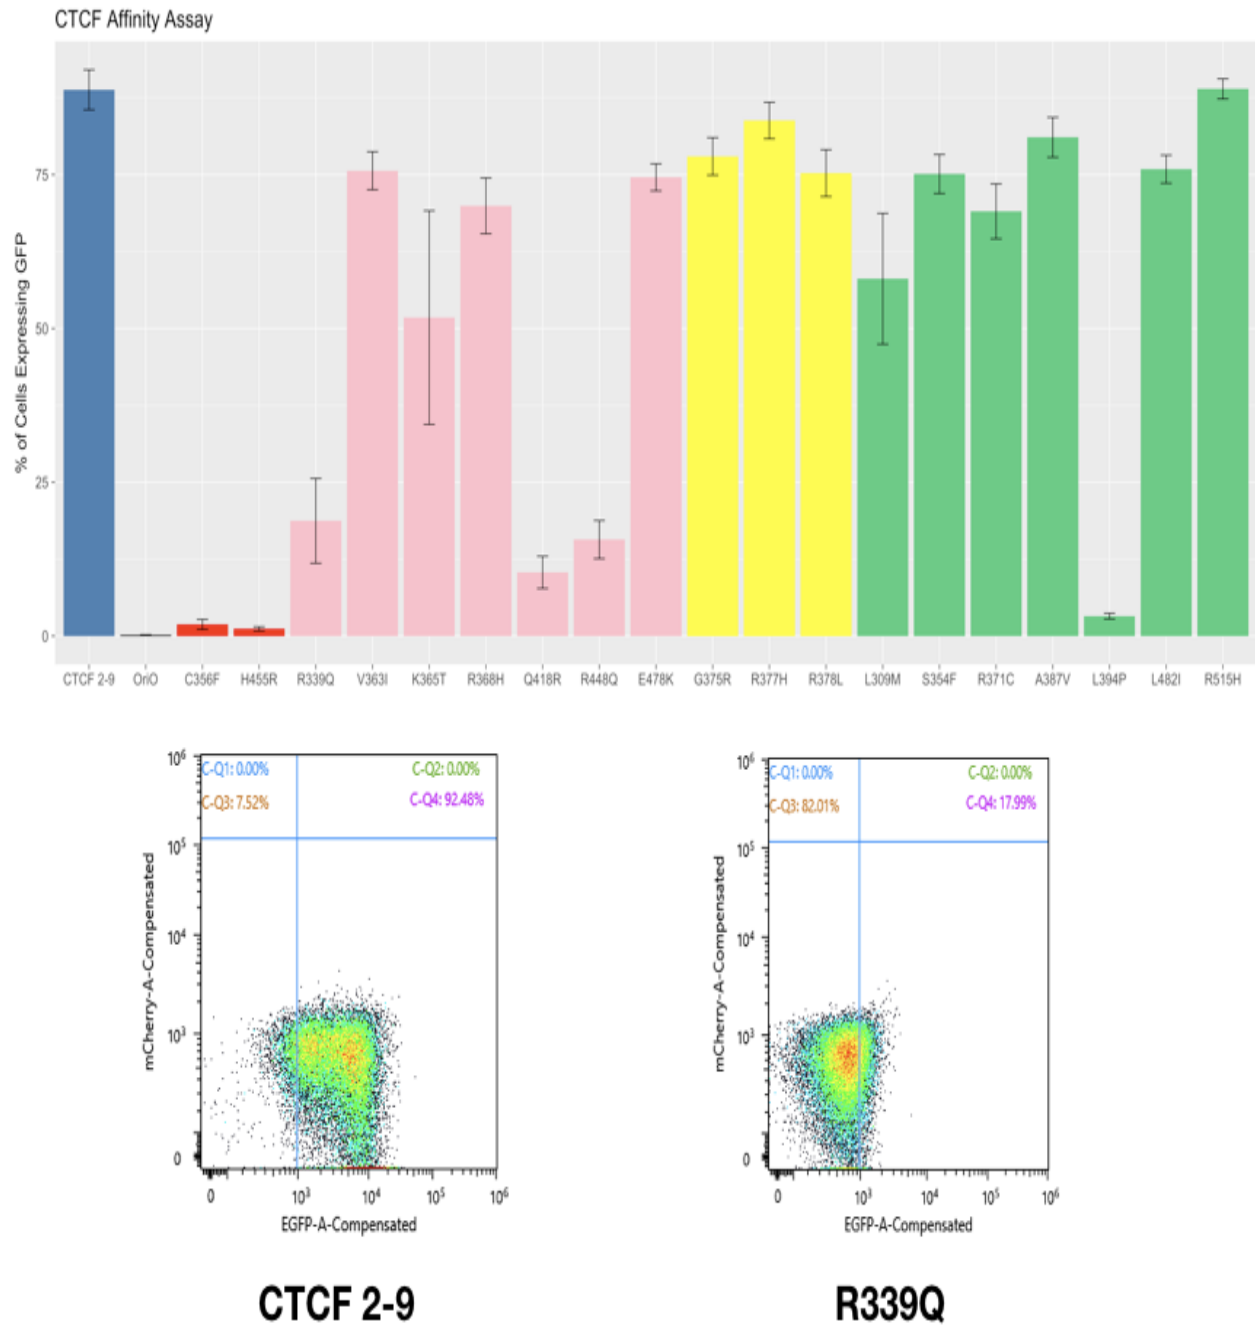 CTCF Affinity Assay
% of Cells Expressing GFP
75
50
25
0
CTCF 2-9 OriO C356F H455R R339Q V363I K365T R368H Q418R R448Q E478K G375R R377H R378L L309M S354F R371C A387V L394P L482I R515H
C-Q1: 0.00% C-Q2: 0.00%
C-Q3: 7.52% C-Q4: 92.48%
mCherry-A-Compensated
10⁶
10⁵
10⁴
10³
0
0 10³ 10⁴ 10⁵ 10⁶
EGFP-A-Compensated
CTCF 2-9
C-Q1: 0.00% C-Q2: 0.00%
C-Q3: 82.01% C-Q4: 17.99%
mCherry-A-Compensated
10⁶
10⁵
10⁴
10³
0
0 10³ 10⁴ 10⁵ 10⁶
EGFP-A-Compensated
R339Q